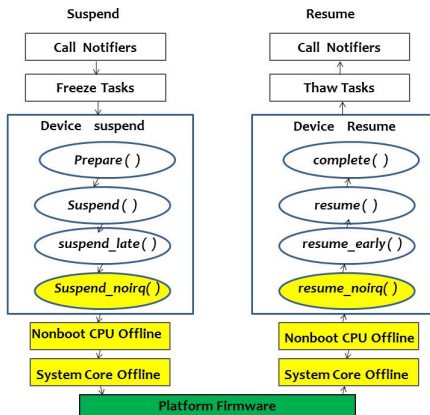 Suspend
Call Notifiers
Freeze Tasks
Device suspend
Prepare ( )
Suspend ( )
suspend_late ( )
Suspend_noirq( )
Nonboot CPU Offline
System Core Offline
Resume
Call Notifiers
Thaw Tasks
Device Resume
complete( )
resume( )
resume_early( )
resume_noirq( )
Nonboot CPU Offline
System Core Offline
Platform Firmware